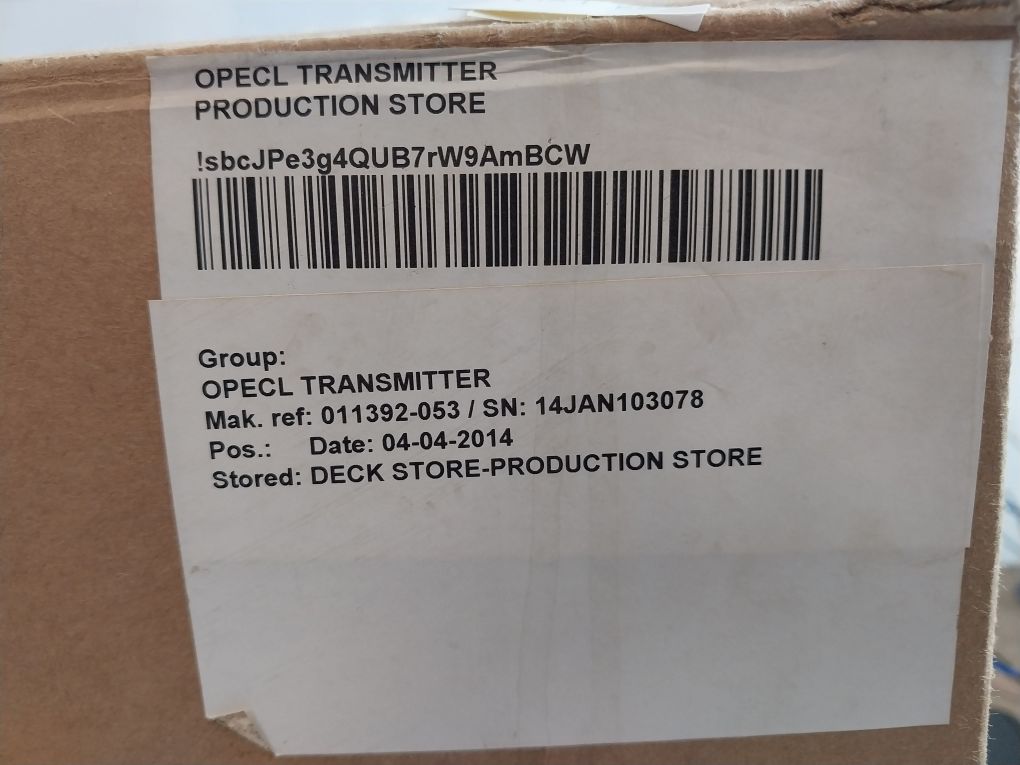 OPECL TRANSMITTER
PRODUCTION STORE
!sbcJPe3g4QUB7rW9AmBCW
Group:
OPECL TRANSMITTER
Mak. ref: 011392-053 / SN: 14JAN103078
Pos.: Date: 04-04-2014
Stored: DECK STORE-PRODUCTION STORE